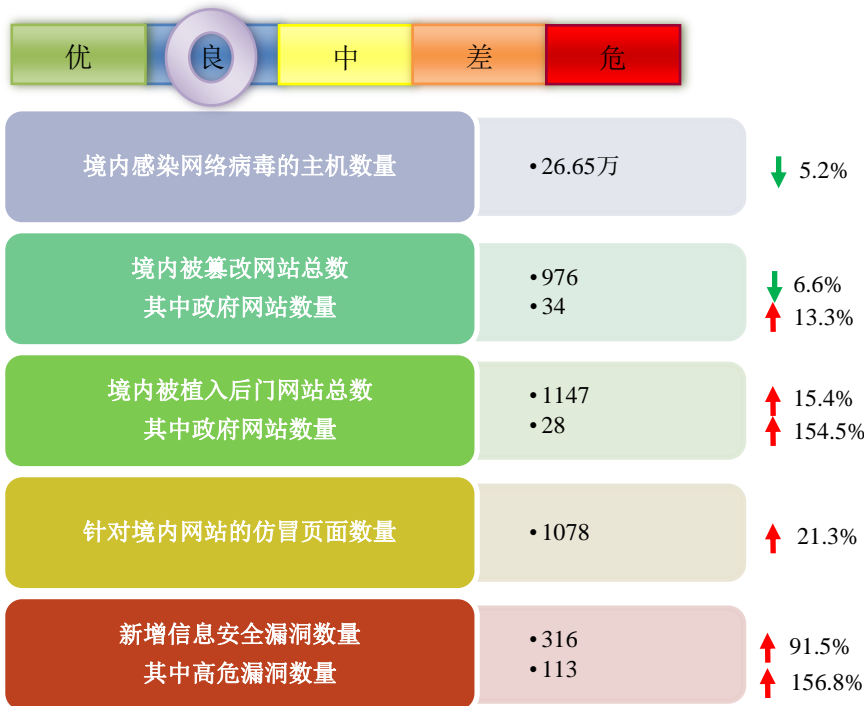 优 良 中 差 危
境内感染网络病毒的主机数量 •26.65万 5.2%
境内被篡改网站总数 •976 6.6%
其中政府网站数量 •34 13.3%
境内被植入后门网站总数 •1147 15.4%
其中政府网站数量 •28 154.5%
针对境内网站的仿冒页面数量 •1078 21.3%
新增信息安全漏洞数量 •316 91.5%
其中高危漏洞数量 •113 156.8%